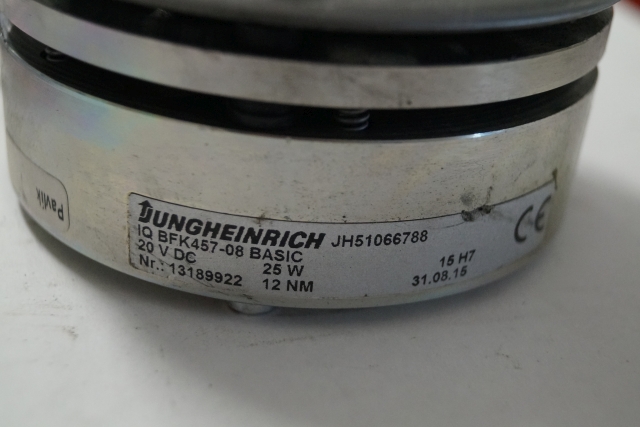 JUNGHEINRICH JH51066788
IQ BFK457-08 BASIC
20 V DC 25 W 15 H7
Nr.: 13189922 12 NM 31.08.15
CE
Pavlik